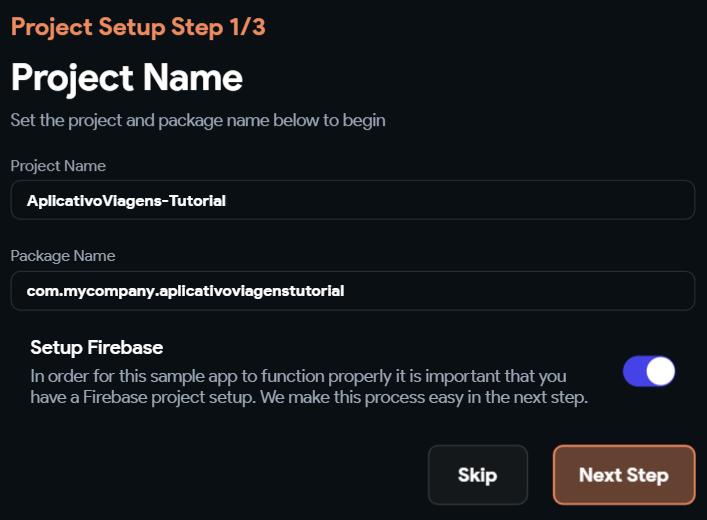 Project Setup Step 1/3
Project Name
Set the project and package name below to begin
Project Name
AplicativoViagens-Tutorial
Package Name
com.mycompany.aplicativoviagenstutorial
Setup Firebase
In order for this sample app to function properly it is important that you
have a Firebase project setup. We make this process easy in the next step.
Skip
Next Step